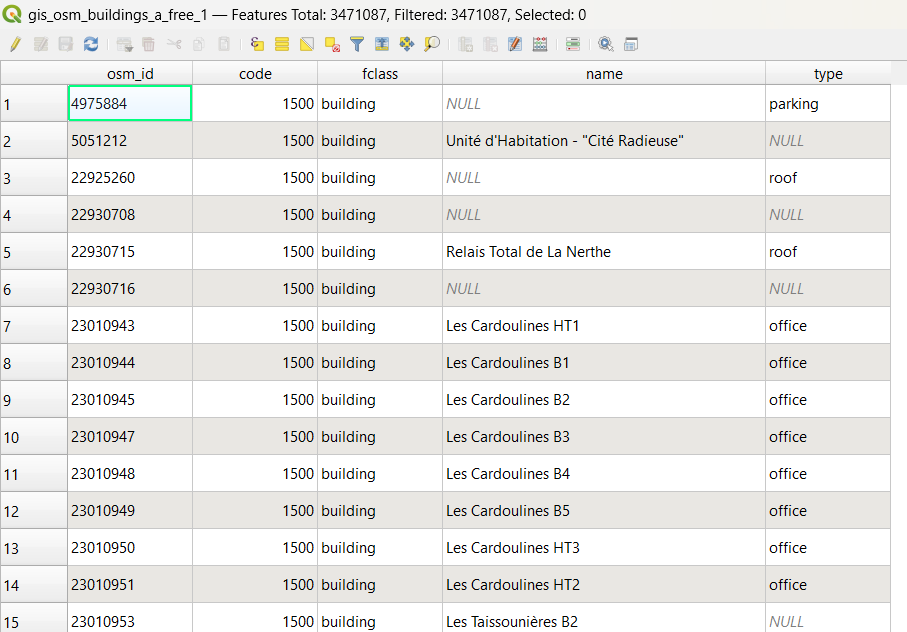 gis_osm_buildings_a_free_1 — Features Total: 3471087, Filtered: 3471087, Selected: 0
osm_id code fclass name type
1 4975884 1500 building NULL parking
2 5051212 1500 building Unité d'Habitation - "Cité Radieuse" NULL
3 22925260 1500 building NULL roof
4 22930708 1500 building NULL NULL
5 22930715 1500 building Relais Total de La Nerthe roof
6 22930716 1500 building NULL NULL
7 23010943 1500 building Les Cardoulines HT1 office
8 23010944 1500 building Les Cardoulines B1 office
9 23010945 1500 building Les Cardoulines B2 office
10 23010947 1500 building Les Cardoulines B3 office
11 23010948 1500 building Les Cardoulines B4 office
12 23010949 1500 building Les Cardoulines B5 office
13 23010950 1500 building Les Cardoulines HT3 office
14 23010951 1500 building Les Cardoulines HT2 office
15 23010953 1500 building Les Taissounières B2 NULL